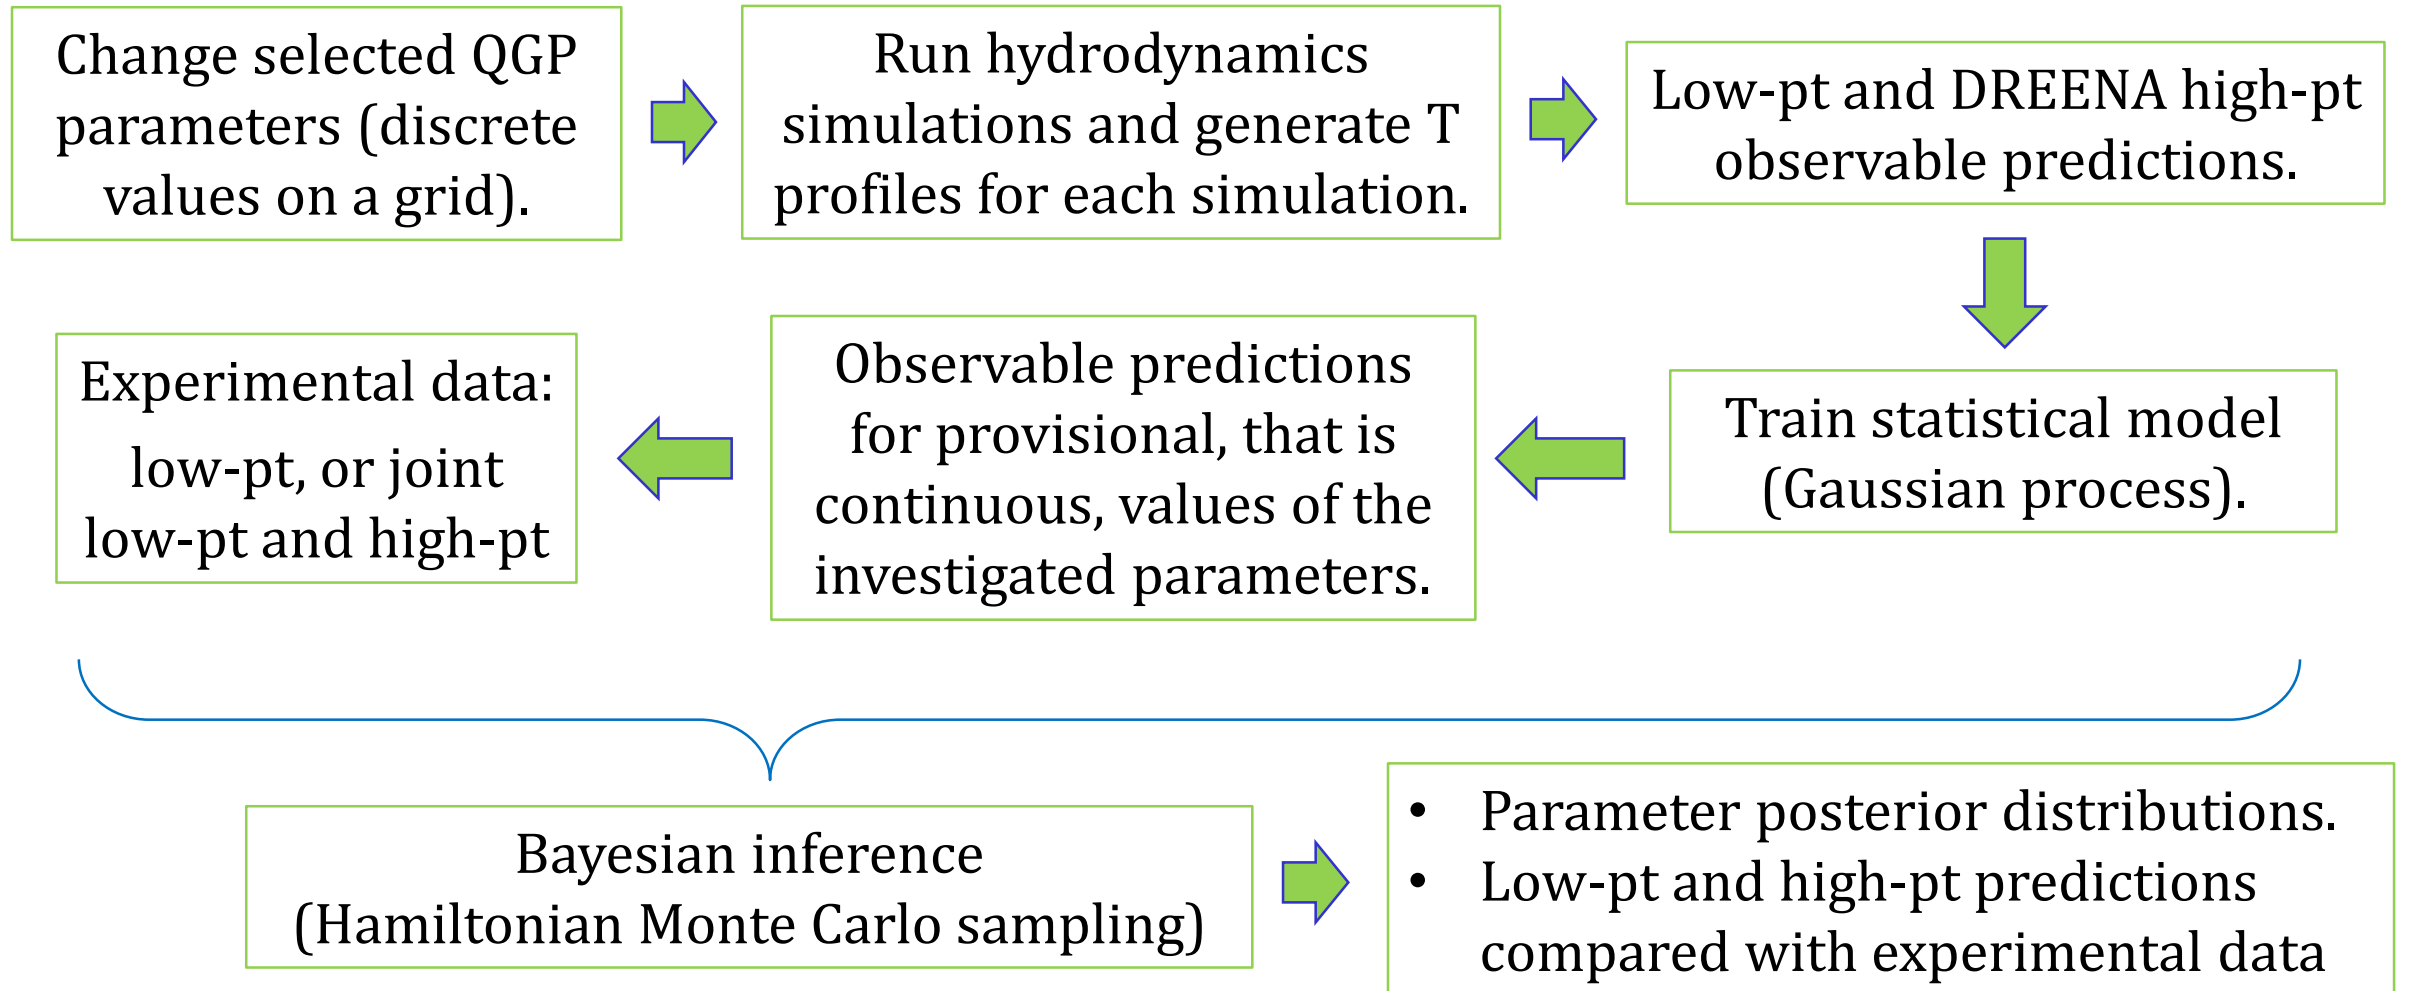 Change selected QGP
parameters (discrete
values on a grid).
Run hydrodynamics
simulations and generate T
profiles for each simulation.
Low-pt and DREENA high-pt
observable predictions.
Train statistical model
(Gaussian process).
Observable predictions
for provisional, that is
continuous, values of the
investigated parameters.
Experimental data:
low-pt, or joint
low-pt and high-pt
Bayesian inference
(Hamiltonian Monte Carlo sampling)
• Parameter posterior distributions.
• Low-pt and high-pt predictions
compared with experimental data